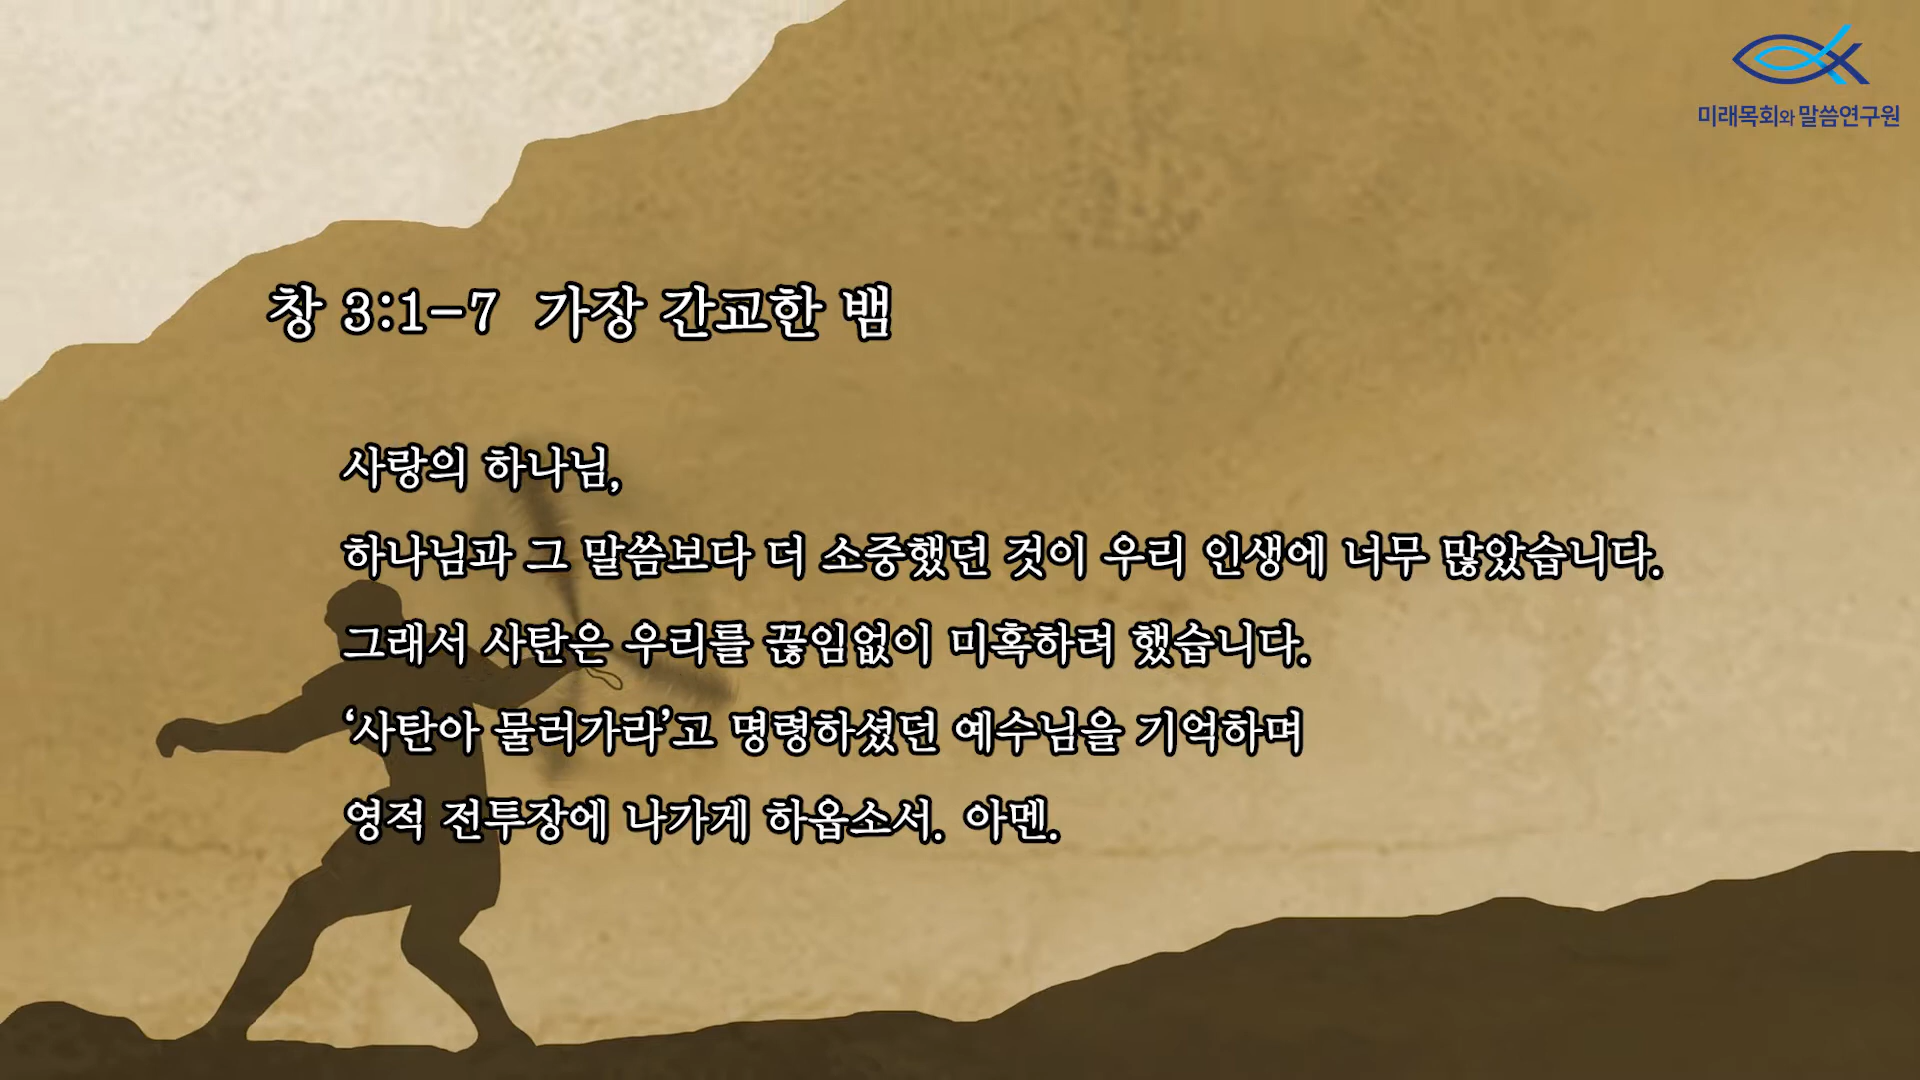 미래목회와 말씀연구원
창 3:1-7 가장 간교한 뱀
사랑의 하나님,
하나님과 그 말씀보다 더 소중했던 것이 우리 인생에 너무 많았습니다.
그래서 사탄은 우리를 끊임없이 미혹하려 했습니다.
‘사탄아 물러가라’고 명령하셨던 예수님을 기억하며
영적 전투장에 나가게 하옵소서. 아멘.